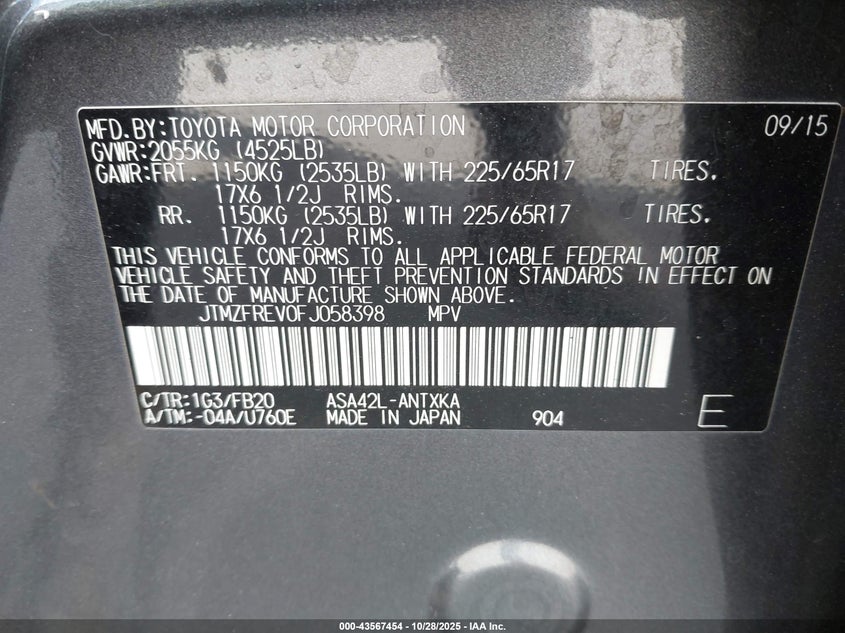 MFD.BY:TOYOTA MOTOR CORPORATION 09/15
GVWR:2055KG (4525LB)
GAWR:FRT. 1150KG (2535LB) WITH 225/65R17 TIRES.
17X6 1/2J RIMS.
RR. 1150KG (2535LB) WITH 225/65R17 TIRES.
17X6 1/2J RIMS.
THIS VEHICLE CONFORMS TO ALL APPLICABLE FEDERAL MOTOR
VEHICLE SAFETY AND THEFT PREVENTION STANDARDS IN EFFECT ON
THE DATE OF MANUFACTURE SHOWN ABOVE.
JTMZFREV0FJ058398 MPV
C/TR:1G3/FB20 ASA42L-ANTXKA
A/TM:-04A/U760E MADE IN JAPAN 904 E
000-43567454 | 10/28/2025 - IAA Inc.